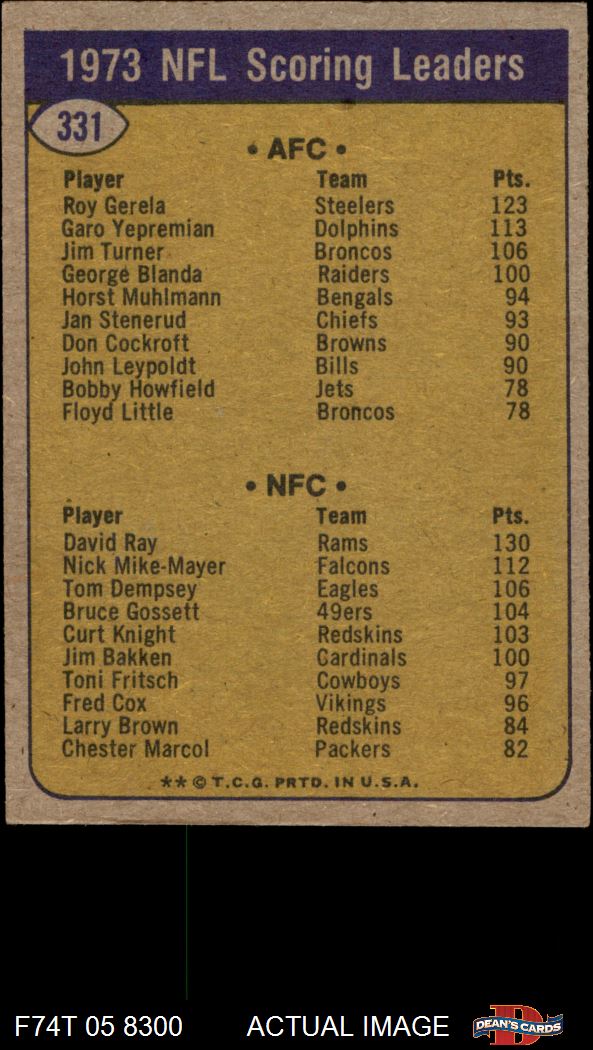 1973 NFL Scoring Leaders
331
• AFC •
Player Team Pts.
Roy Gerela Steelers 123
Garo Yepremian Dolphins 113
Jim Turner Broncos 106
George Blanda Raiders 100
Horst Muhlmann Bengals 94
Jan Stenerud Chiefs 93
Don Cockroft Browns 90
John Leypoldt Bills 90
Bobby Howfield Jets 78
Floyd Little Broncos 78
• NFC •
Player Team Pts.
David Ray Rams 130
Nick Mike-Mayer Falcons 112
Tom Dempsey Eagles 106
Bruce Gossett 49ers 104
Curt Knight Redskins 103
Jim Bakken Cardinals 100
Toni Fritsch Cowboys 97
Fred Cox Vikings 96
Larry Brown Redskins 84
Chester Marcol Packers 82
** © T.C.G. PRTD. IN U.S.A.
F74T 05 8300 ACTUAL IMAGE D DEAN'S CARDS